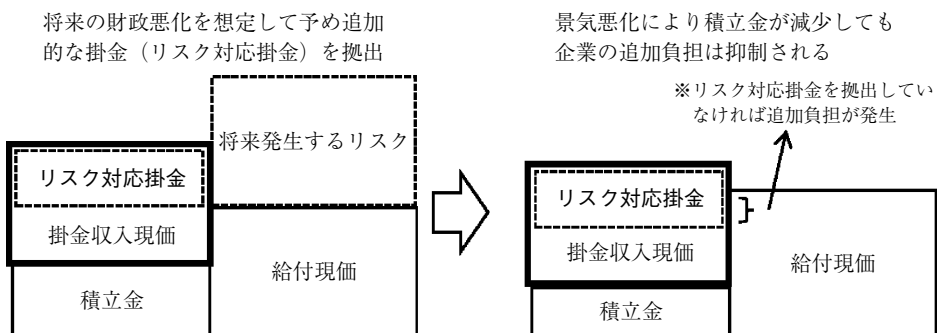 将来の財政悪化を想定して予め追加
的な掛金（リスク対応掛金）を拠出
将来発生するリスク
リスク対応掛金
掛金収入現価
給付現価
積立金
景気悪化により積立金が減少しても
企業の追加負担は抑制される
※リスク対応掛金を拠出してい
なければ追加負担が発生
リスク対応掛金
掛金収入現価
給付現価
積立金